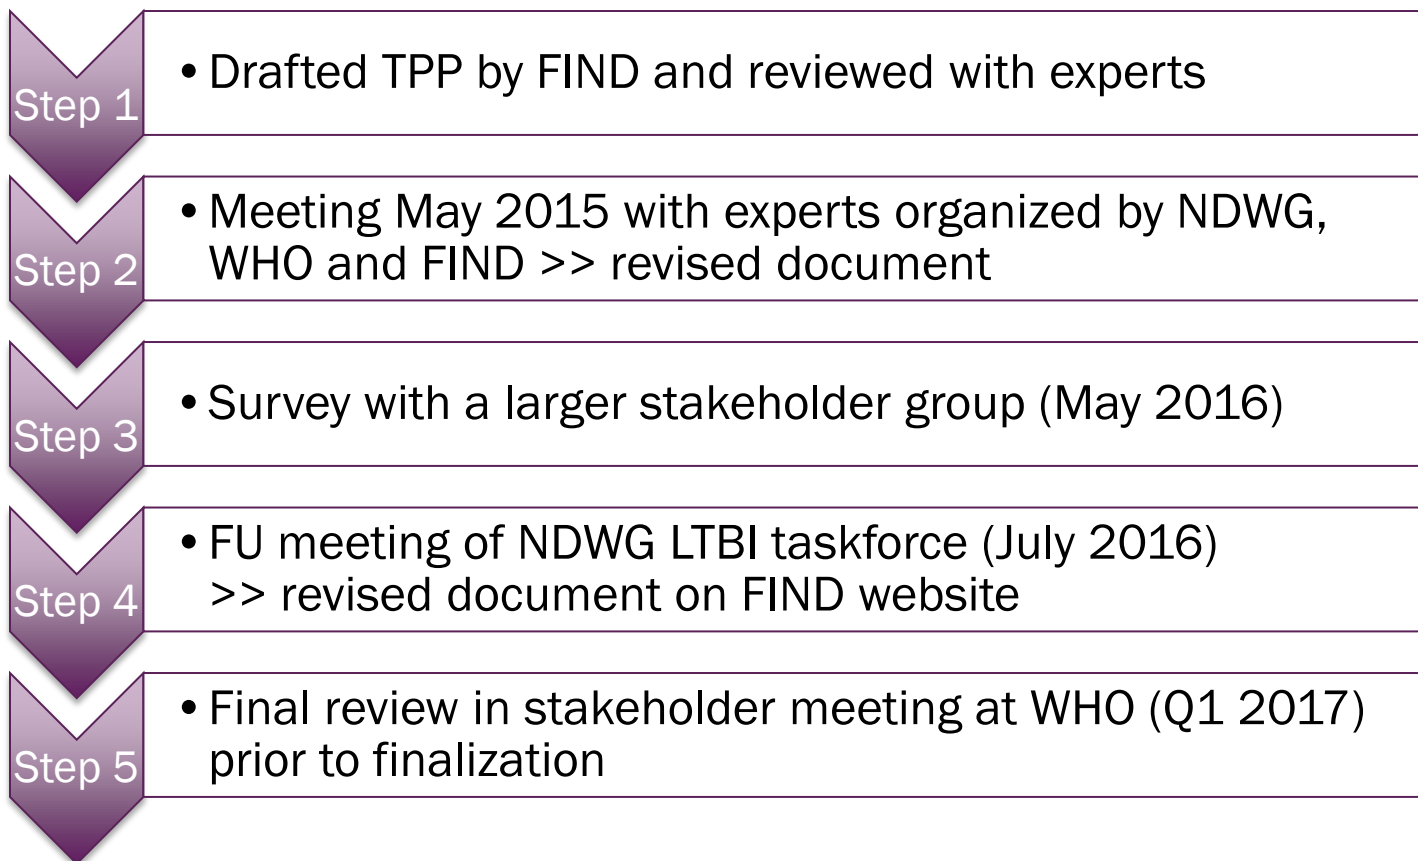 Step 1
• Drafted TPP by FIND and reviewed with experts
Step 2
• Meeting May 2015 with experts organized by NDWG,
WHO and FIND >> revised document
Step 3
• Survey with a larger stakeholder group (May 2016)
Step 4
• FU meeting of NDWG LTBI taskforce (July 2016)
>> revised document on FIND website
Step 5
• Final review in stakeholder meeting at WHO (Q1 2017)
prior to finalization